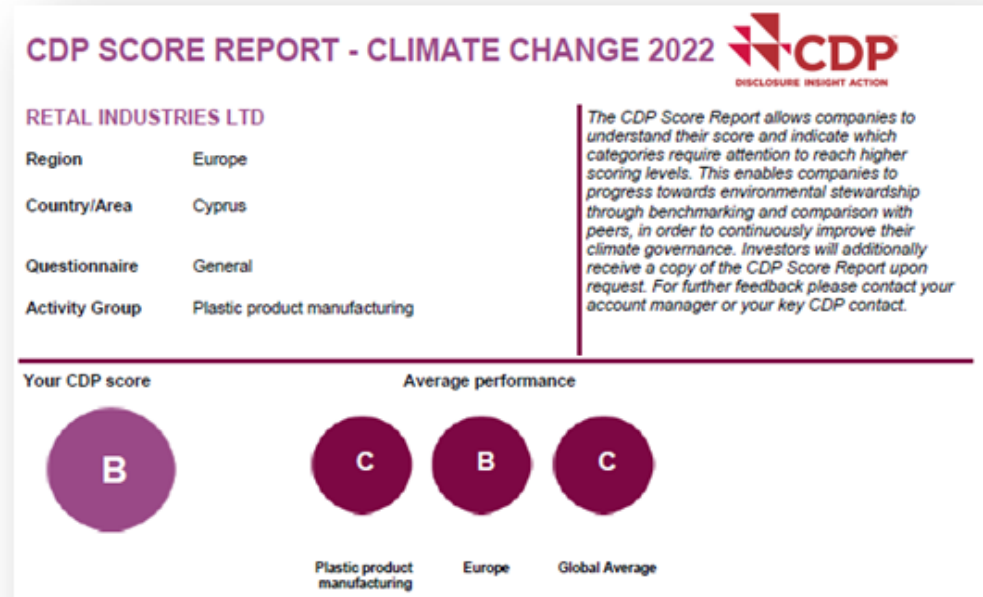 CDP SCORE REPORT - CLIMATE CHANGE 2022
CDP
DISCLOSURE INSIGHT ACTION
RETAL INDUSTRIES LTD
Region Europe
Country/Area Cyprus
Questionnaire General
Activity Group Plastic product manufacturing
The CDP Score Report allows companies to
understand their score and indicate which
categories require attention to reach higher
scoring levels. This enables companies to
progress towards environmental stewardship
through benchmarking and comparison with
peers, in order to continuously improve their
climate governance. Investors will additionally
receive a copy of the CDP Score Report upon
request. For further feedback please contact your
account manager or your key CDP contact.
Your CDP score
Average performance
B
C B C
Plastic product
manufacturing
Europe
Global Average